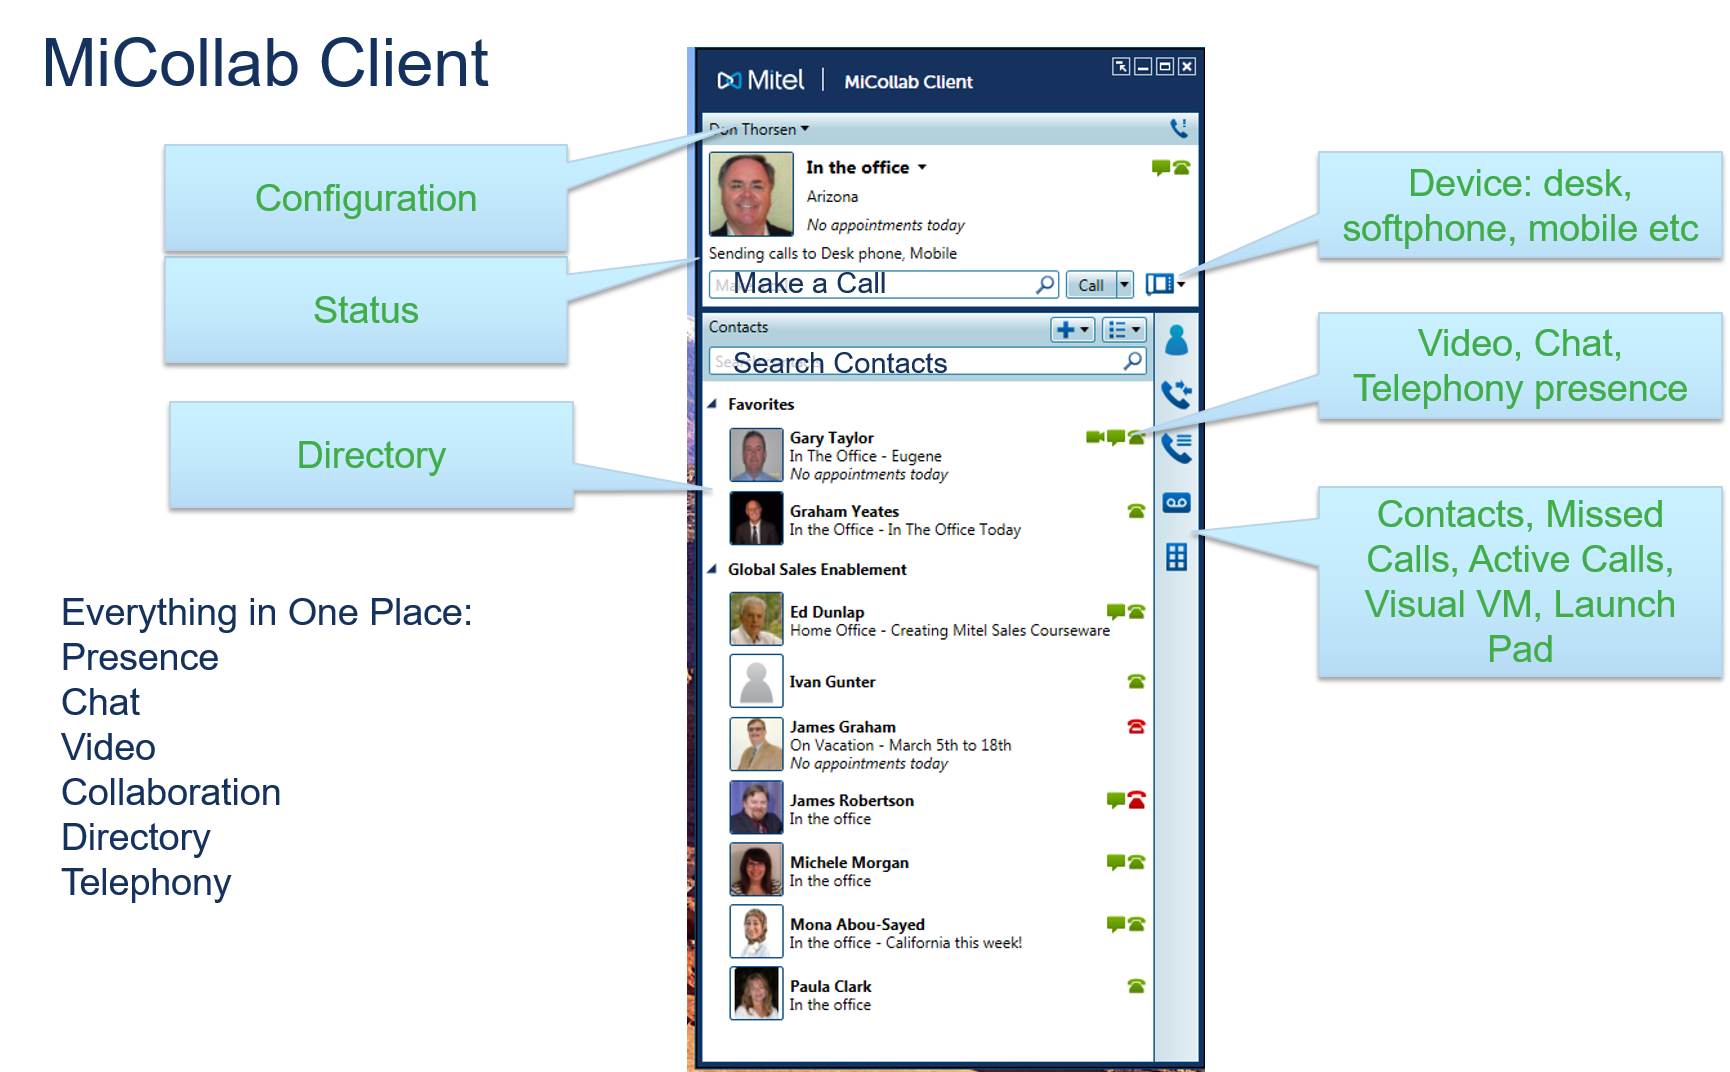 MiCollab Client
Mitel | MiCollab Client
Don Thorsen
In the office
Arizona
No appointments today
Sending calls to Desk phone, Mobile
Make a Call
Call
Contacts
Search Contacts
Favorites
Gary Taylor
In The Office - Eugene
No appointments today
Graham Yeates
In the Office - In The Office Today
Global Sales Enablement
Ed Dunlap
Home Office - Creating Mitel Sales Courseware
Ivan Gunter
James Graham
On Vacation - March 5th to 18th
No appointments today
James Robertson
In the office
Michele Morgan
In the office
Mona Abou-Sayed
In the office - California this week!
Paula Clark
In the office
Configuration
Status
Directory
Everything in One Place:
Presence
Chat
Video
Collaboration
Directory
Telephony
Device: desk,
softphone, mobile etc
Video, Chat,
Telephony presence
Contacts, Missed
Calls, Active Calls,
Visual VM, Launch
Pad